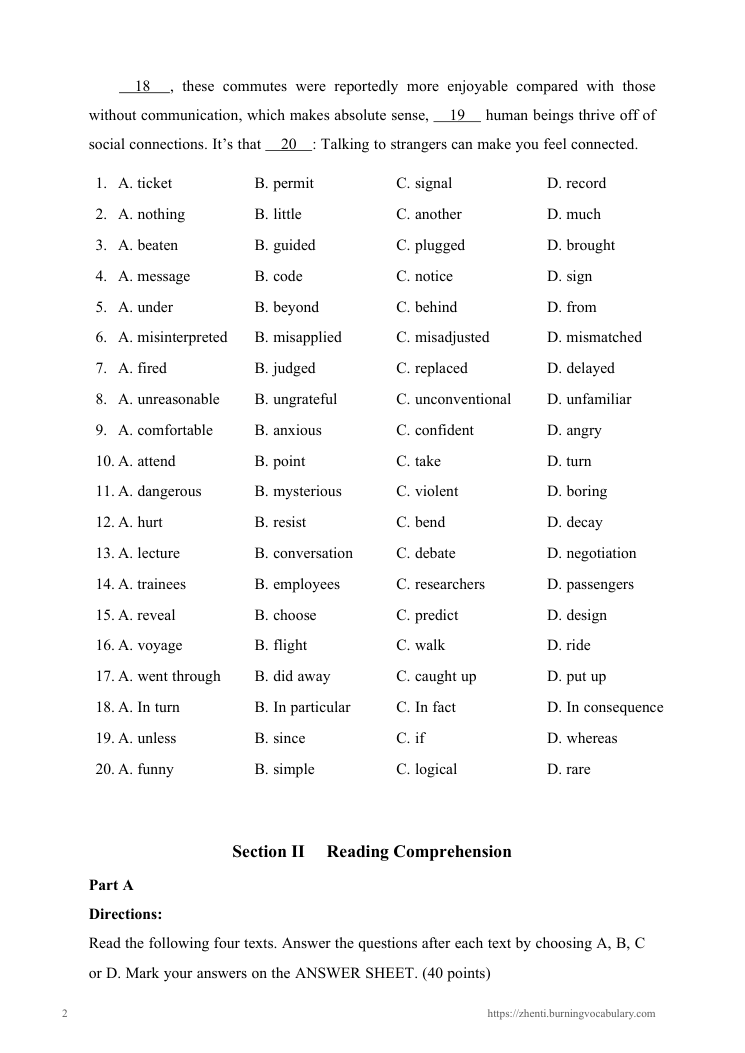 18 , these commutes were reportedly more enjoyable compared with those
without communication, which makes absolute sense, 19 human beings thrive off of
social connections. It’s that 20 : Talking to strangers can make you feel connected.
1. A. ticket B. permit C. signal D. record
2. A. nothing B. little C. another D. much
3. A. beaten B. guided C. plugged D. brought
4. A. message B. code C. notice D. sign
5. A. under B. beyond C. behind D. from
6. A. misinterpreted B. misapplied C. misadjusted D. mismatched
7. A. fired B. judged C. replaced D. delayed
8. A. unreasonable B. ungrateful C. unconventional D. unfamiliar
9. A. comfortable B. anxious C. confident D. angry
10. A. attend B. point C. take D. turn
11. A. dangerous B. mysterious C. violent D. boring
12. A. hurt B. resist C. bend D. decay
13. A. lecture B. conversation C. debate D. negotiation
14. A. trainees B. employees C. researchers D. passengers
15. A. reveal B. choose C. predict D. design
16. A. voyage B. flight C. walk D. ride
17. A. went through B. did away C. caught up D. put up
18. A. In turn B. In particular C. In fact D. In consequence
19. A. unless B. since C. if D. whereas
20. A. funny B. simple C. logical D. rare
Section II Reading Comprehension
Part A
Directions:
Read the following four texts. Answer the questions after each text by choosing A, B, C
or D. Mark your answers on the ANSWER SHEET. (40 points)
2 https://zhenti.burningvocabulary.com